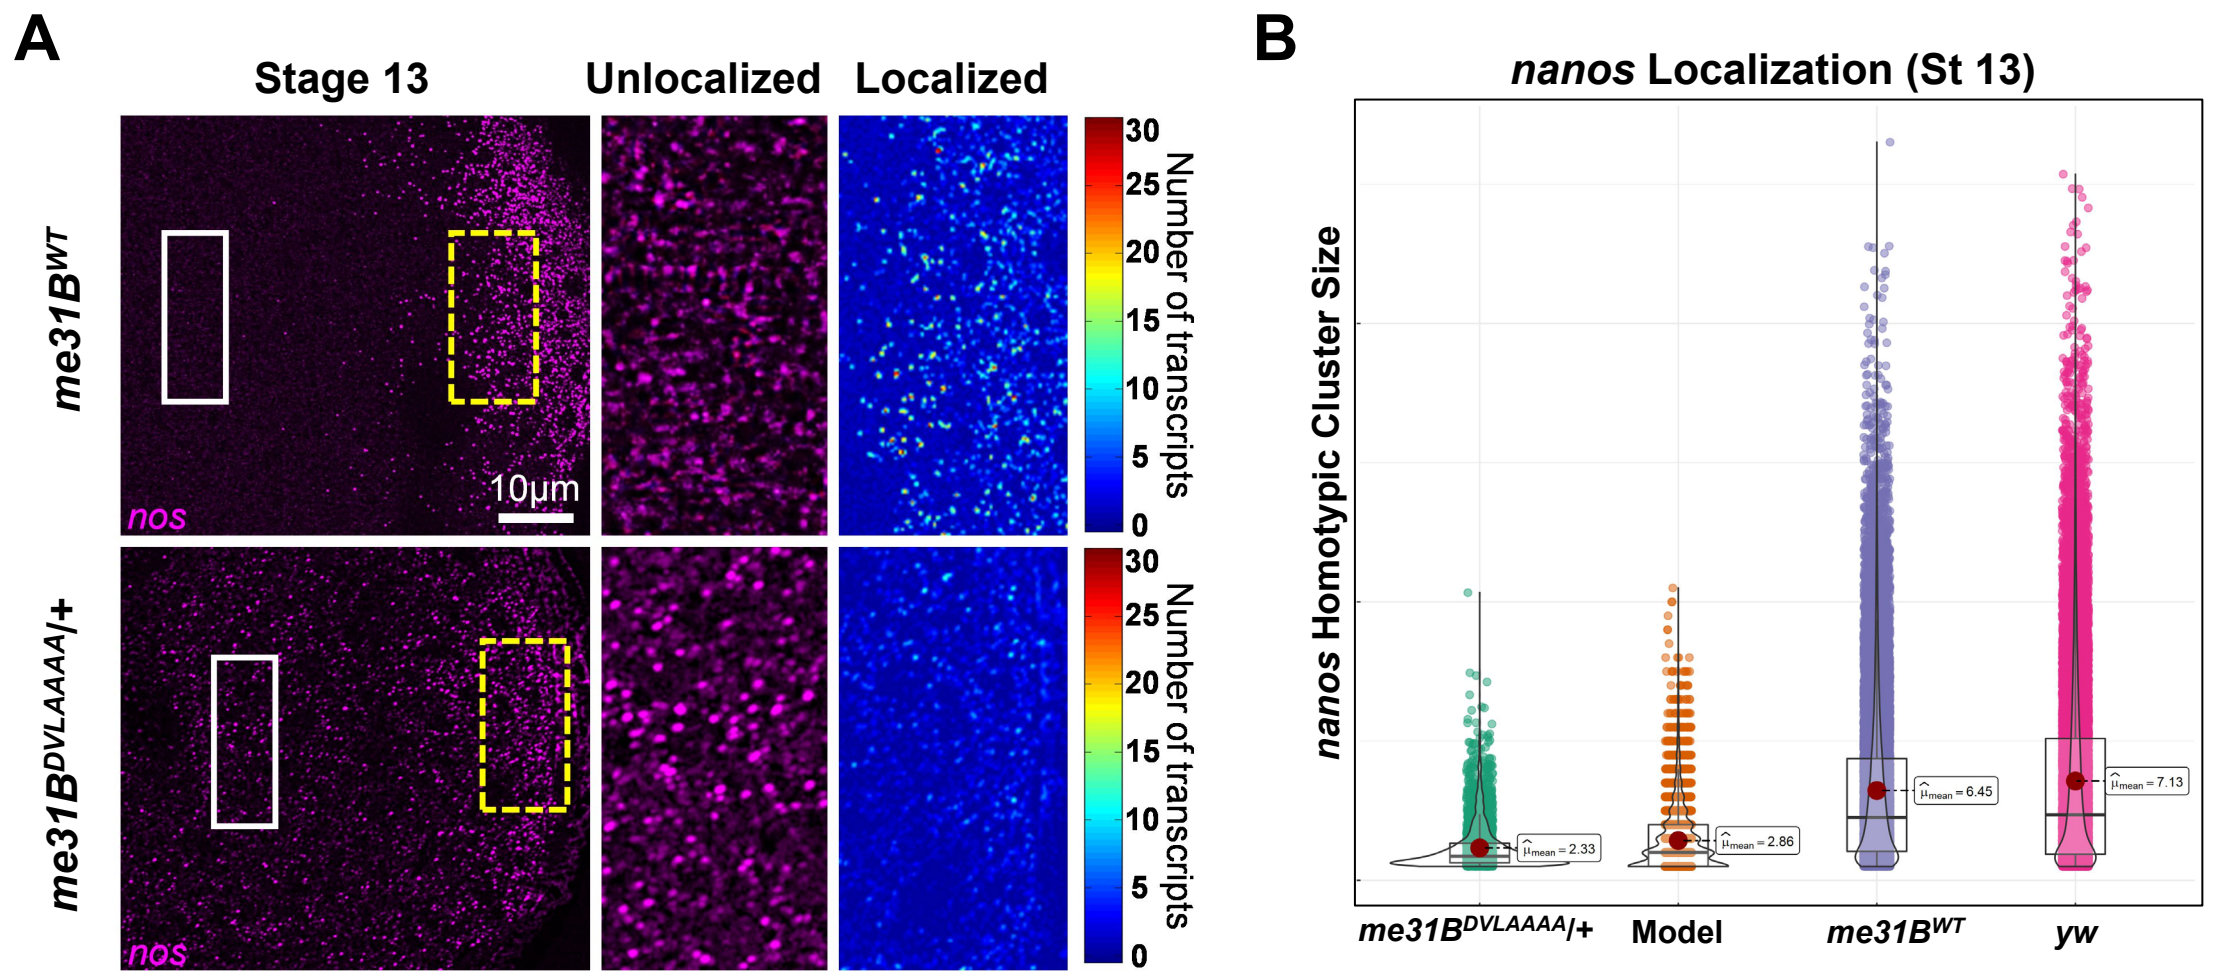 A
Stage 13
Unlocalized
Localized
me31B^WT
10μm
nos
30
25
20
15
10
5
0
Number of transcripts
me31B^DVLAAAA/+
nos
30
25
20
15
10
5
0
Number of transcripts
B
nanos Localization (St 13)
nanos Homotypic Cluster Size
μ̂mean = 2.33
μ̂mean = 2.86
μ̂mean = 6.45
μ̂mean = 7.13
me31B^DVLAAAA/+
Model
me31B^WT
yw